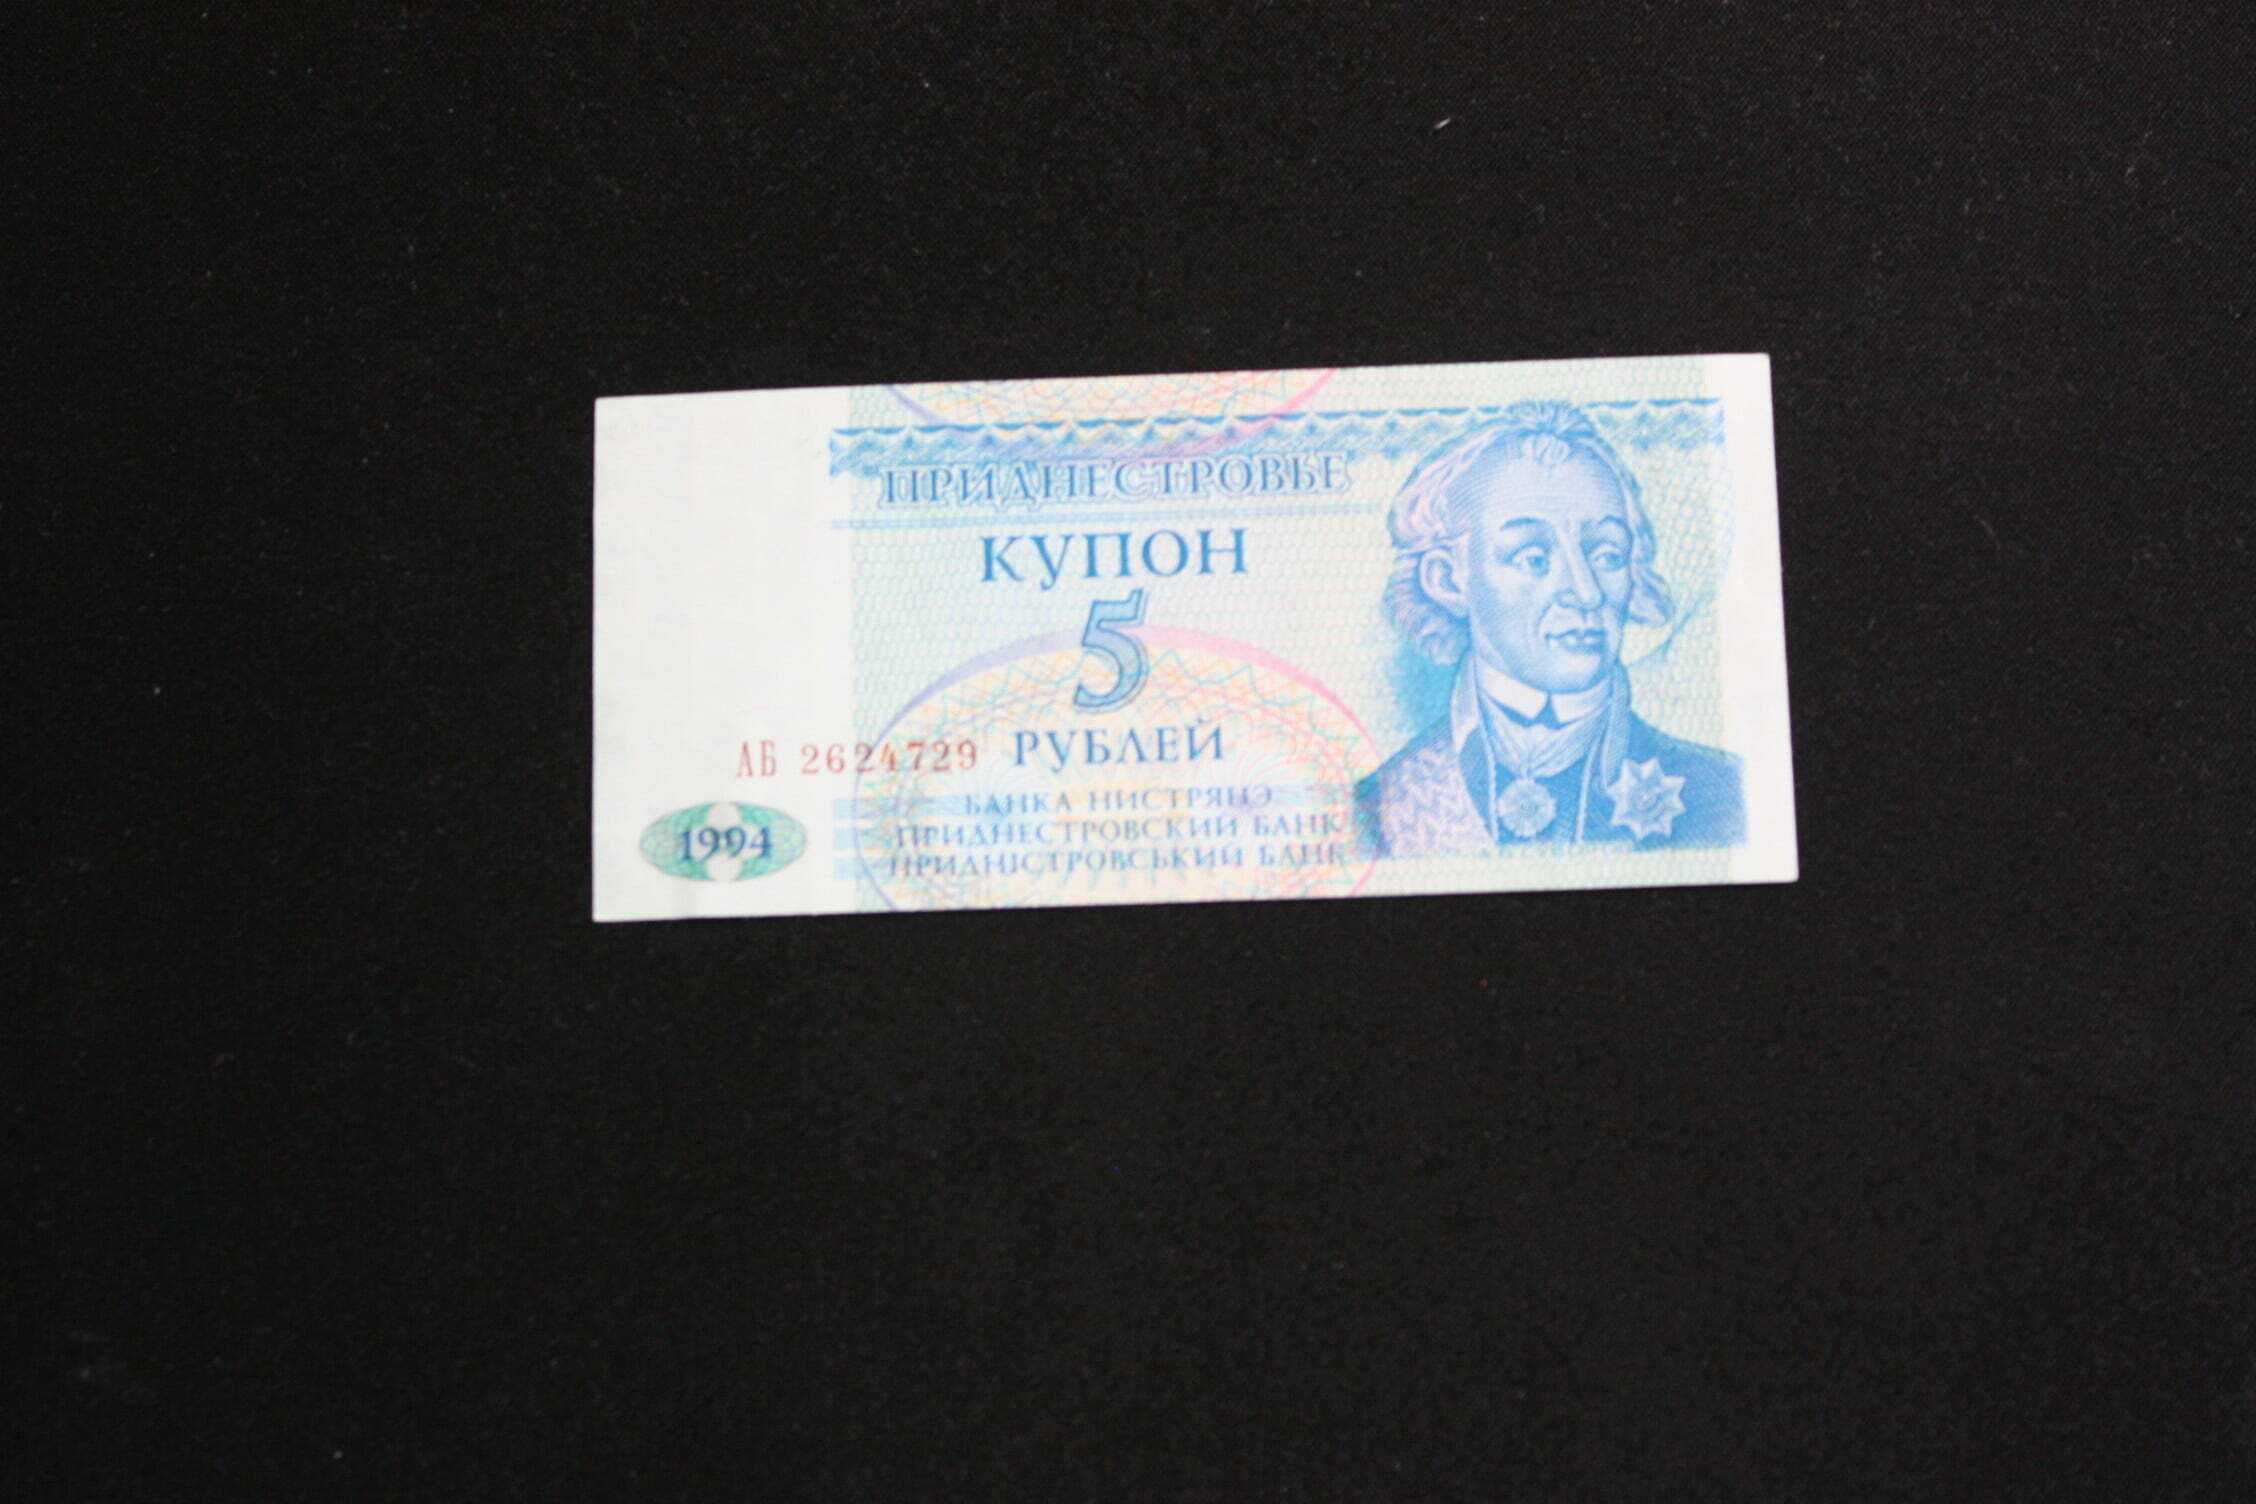 ПРИДНЕСТРОВЬЕ
КУПОН
5
РУБЛЕЙ
АБ 2624729
БАНКА НИСТРЯНЭ
ПРИДНЕСТРОВСКИЙ БАНК
ПРИДНІСТРОВСЬКИЙ БАНК
1994